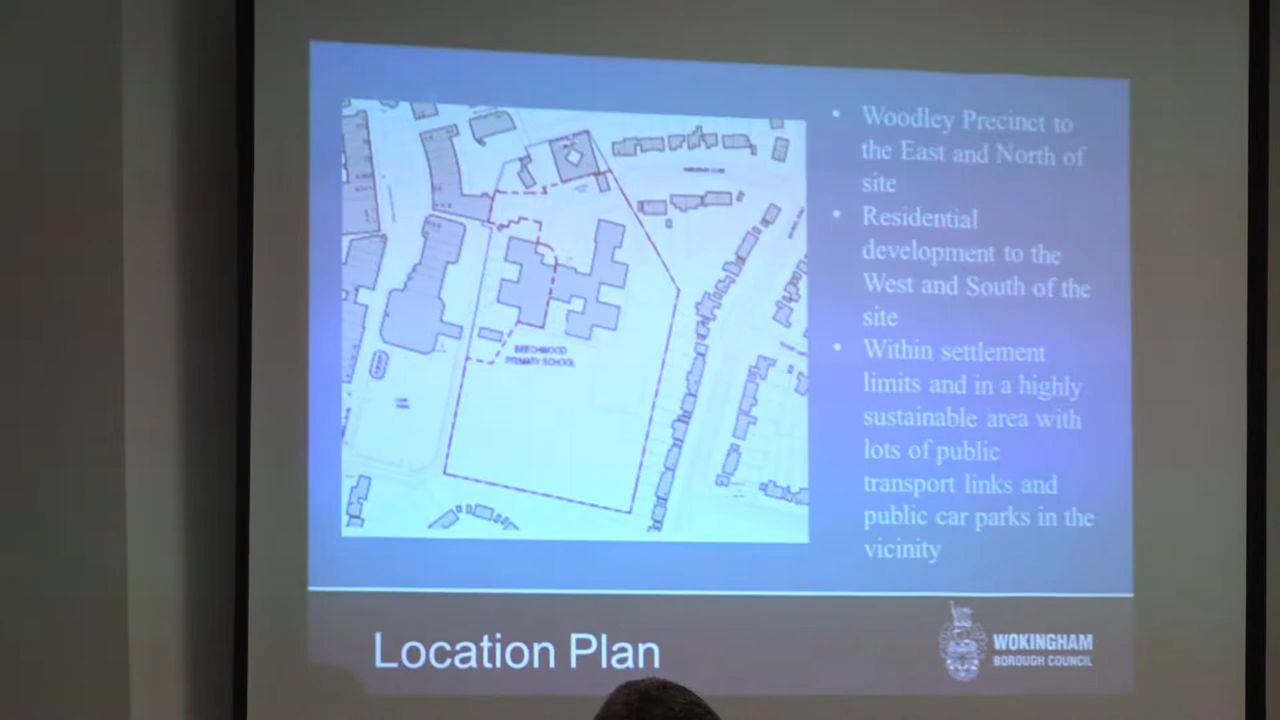 • Woodley Precinct to
the East and North of
site
• Residential
development to the
West and South of the
site
• Within settlement
limits and in a highly
sustainable area with
lots of public
transport links and
public car parks in the
vicinity
BEECHWOOD
PRIMARY SCHOOL
Location Plan
WOKINGHAM
BOROUGH COUNCIL